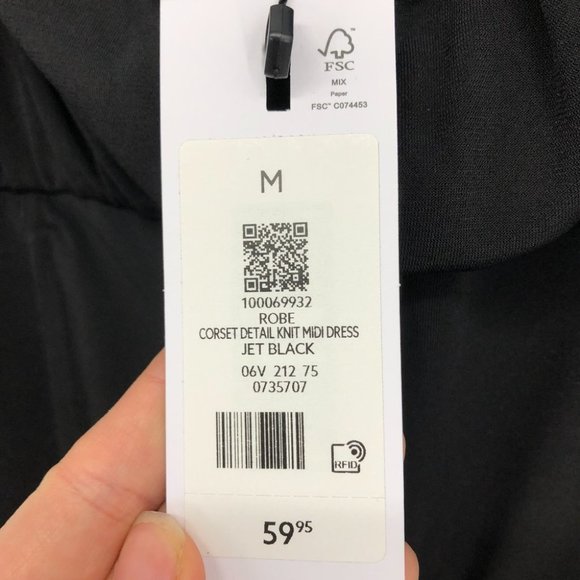 FSC
MIX
Paper
FSC™ C074453
M
100069932
ROBE
CORSET DETAIL KNIT MIDI DRESS
JET BLACK
06V 212 75
0735707
RFID
59.95